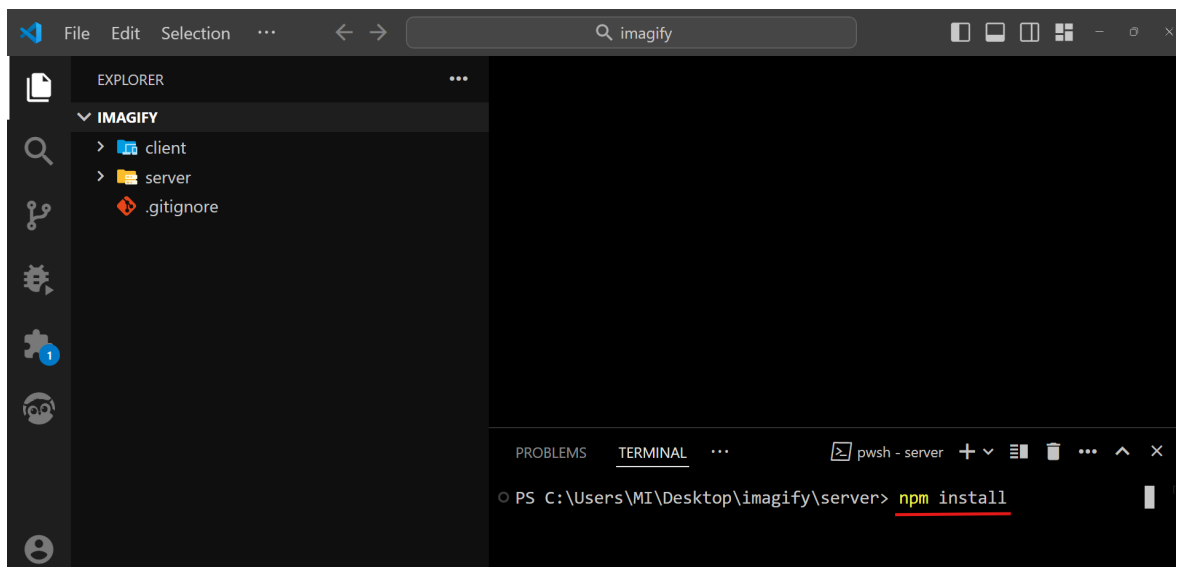 File Edit Selection ··· imagify
EXPLORER ···
IMAGIFY
client
server
.gitignore
1
PROBLEMS TERMINAL ··· pwsh - server ···
PS C:\Users\MI\Desktop\imagify\server> npm install